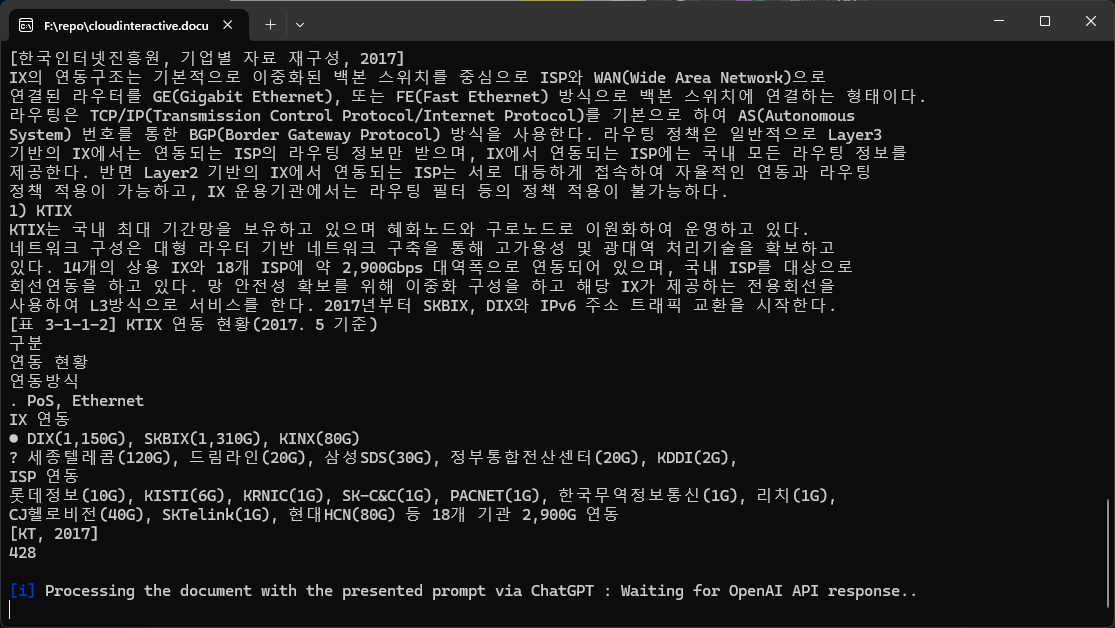 F:\repo\cloudinteractive.docu
[한국인터넷진흥원, 기업별 자료 재구성, 2017]
IX의 연동구조는 기본적으로 이중화된 백본 스위치를 중심으로 ISP와 WAN(Wide Area Network)으로
연결된 라우터를 GE(Gigabit Ethernet), 또는 FE(Fast Ethernet) 방식으로 백본 스위치에 연결하는 형태이다.
라우팅은 TCP/IP(Transmission Control Protocol/Internet Protocol)를 기본으로 하여 AS(Autonomous
System) 번호를 통한 BGP(Border Gateway Protocol) 방식을 사용한다. 라우팅 정책은 일반적으로 Layer3
기반의 IX에서는 연동되는 ISP의 라우팅 정보만 받으며, IX에서 연동되는 ISP에는 국내 모든 라우팅 정보를
제공한다. 반면 Layer2 기반의 IX에서 연동되는 ISP는 서로 대등하게 접속하여 자율적인 연동과 라우팅
정책 적용이 가능하고, IX 운용기관에서는 라우팅 필터 등의 정책 적용이 불가능하다.
1) KTIX
KTIX는 국내 최대 기간망을 보유하고 있으며 혜화노드와 구로노드로 이원화하여 운영하고 있다.
네트워크 구성은 대형 라우터 기반 네트워크 구축을 통해 고가용성 및 광대역 처리기술을 확보하고
있다. 14개의 상용 IX와 18개 ISP에 약 2,900Gbps 대역폭으로 연동되어 있으며, 국내 ISP를 대상으로
회선연동을 하고 있다. 망 안전성 확보를 위해 이중화 구성을 하고 해당 IX가 제공하는 전용회선을
사용하여 L3방식으로 서비스를 한다. 2017년부터 SKBIX, DIX와 IPv6 주소 트래픽 교환을 시작한다.
[표 3-1-1-2] KTIX 연동 현황(2017. 5 기준)
구분
연동 현황
연동방식
. PoS, Ethernet
IX 연동
● DIX(1,150G), SKBIX(1,310G), KINX(80G)
? 세종텔레콤(120G), 드림라인(20G), 삼성SDS(30G), 정부통합전산센터(20G), KDDI(2G),
ISP 연동
롯데정보(10G), KISTI(6G), KRNIC(1G), SK-C&C(1G), PACNET(1G), 한국무역정보통신(1G), 리치(1G),
CJ헬로비전(40G), SKTelink(1G), 현대HCN(80G) 등 18개 기관 2,900G 연동
[KT, 2017]
428
[i] Processing the document with the presented prompt via ChatGPT : Waiting for OpenAI API response..